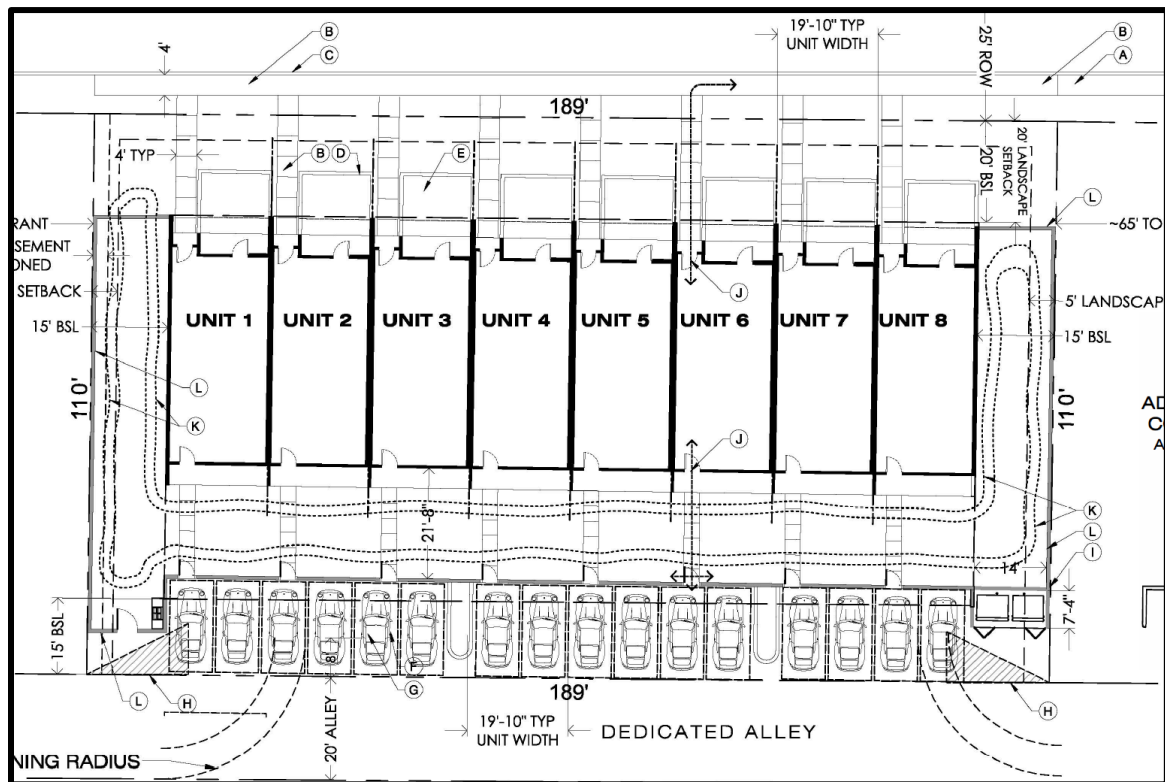 B
C
4'
19'-10" TYP
UNIT WIDTH
25' ROW
B
A
189'
4' TYP
B D
E
20' BSL
20' LANDSCAPE
SETBACK
L
RANT
SEMENT
ONED
SETBACK
~65' TO
J
5' LANDSCAP
15' BSL
15' BSL
UNIT 1
UNIT 2
UNIT 3
UNIT 4
UNIT 5
UNIT 6
UNIT 7
UNIT 8
L
K
110'
110'
AD
C
A
J
21'-8"
K
L
I
14'
7'-4"
15' BSL
F
G
L
H
H
189'
20' ALLEY
19'-10" TYP
UNIT WIDTH
DEDICATED ALLEY
NING RADIUS